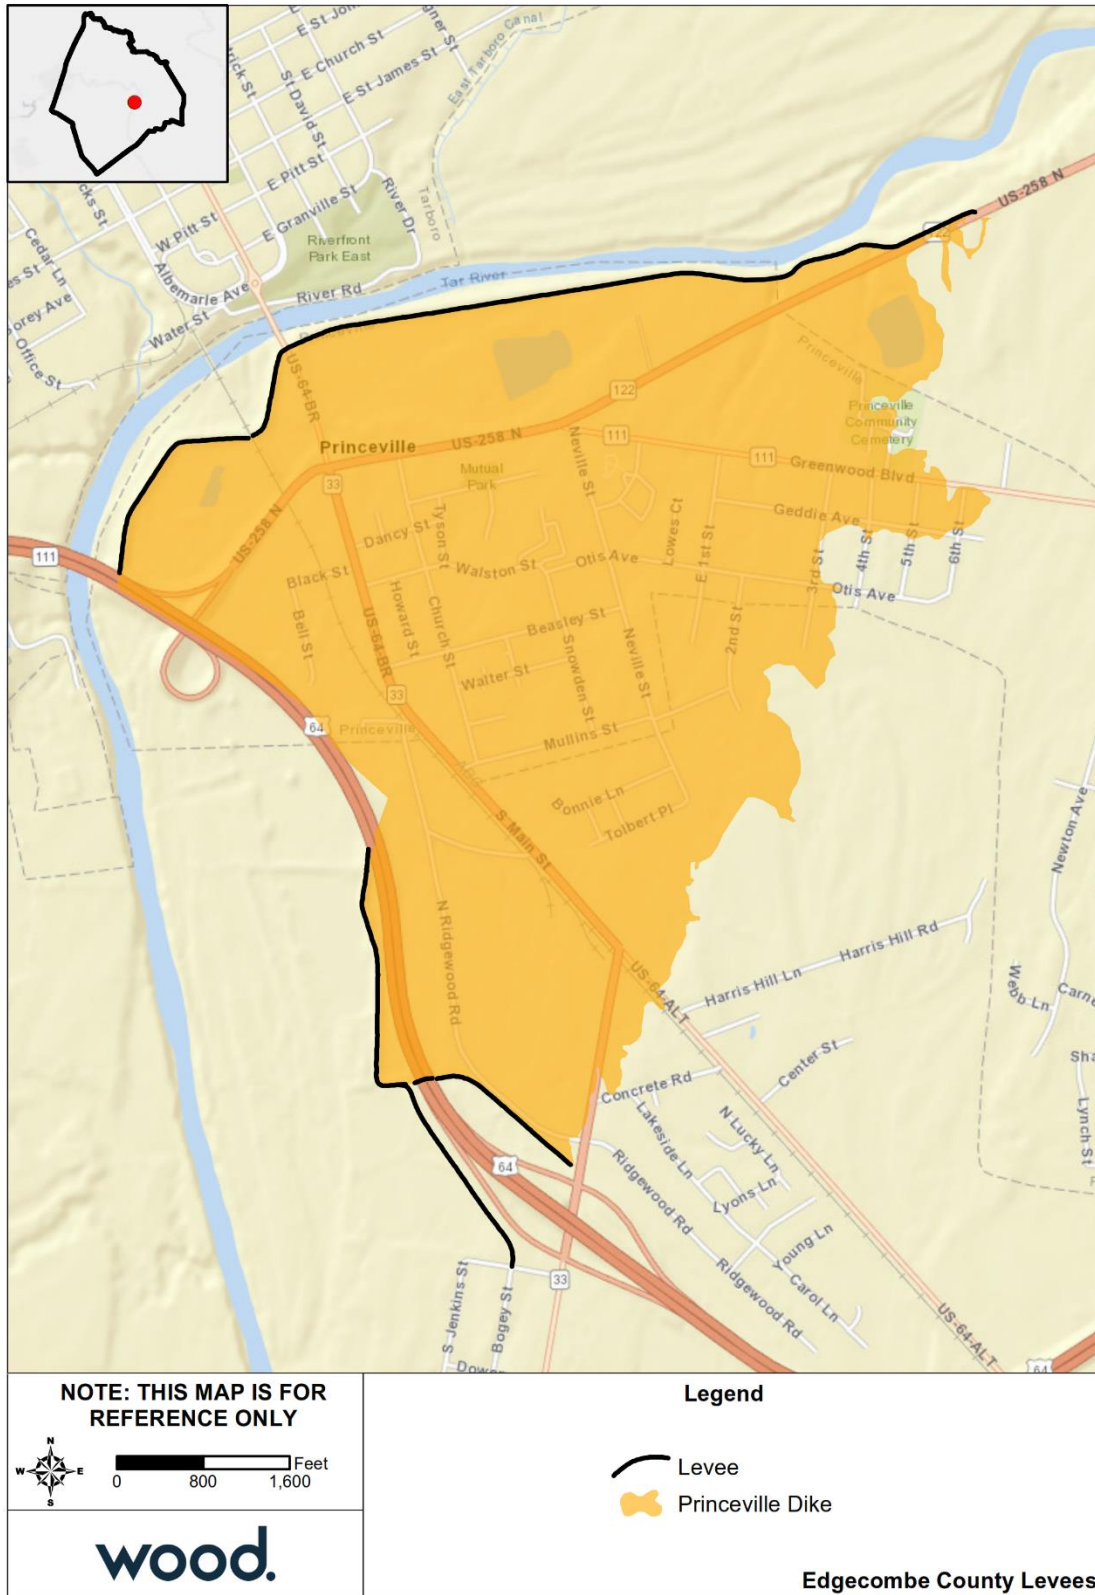 E St James St
E Church St
St David St
East Tarboro Canal
E Pitt St
W Pitt St
E Granville St
River Dr
Tarboro
Riverfront
Park East
Cedar Ln
Albemarle Ave
River Rd
Tar River
Water St
Office St
US-258 N
122
US-64-BR
Princeville
122
Princeville
Community
Cemetery
Princeville
US-258 N
111
111
Greenwood Blvd
Mutual
Park
33
Neville St
Geddie Ave
US-258 N
Dancy St
Tyson St
Lowes Ct
E 1st St
3rd St
4th St
5th St
6th St
111
Black St
Walston St
Otis Ave
Otis Ave
Howard St
Church St
Bell St
US-64-BR
Beasley St
2nd St
Walter St
Snowden St
Neville St
33
64
Princeville
Mullins St
Bonnie Ln
Tolbert Pl
S Main St
Newton Ave
N Ridgewood Rd
Harris Hill Rd
Harris Hill Ln
US-64-ALT
Webb Ln
Center St
Concrete Rd
Lakeside Ln
N Lucky Ln
Lynch St
Ridgewood Rd
Lyons Ln
64
Young Ln
Carol Ln
Ridgewood Rd
33
S Jenkins St
Bogey St
US-64-ALT
64
NOTE: THIS MAP IS FOR
REFERENCE ONLY
N
W E
S
Feet
0 800 1,600
wood.
Legend
Levee
Princeville Dike
Edgecombe County Levees